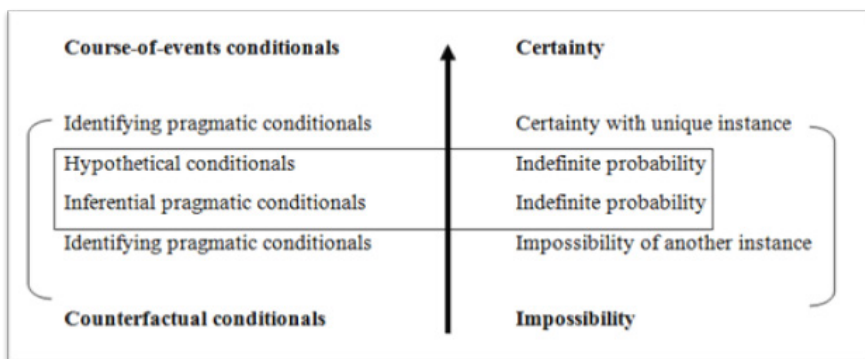 Course-of-events conditionals Certainty
Identifying pragmatic conditionals Certainty with unique instance
Hypothetical conditionals Indefinite probability
Inferential pragmatic conditionals Indefinite probability
Identifying pragmatic conditionals Impossibility of another instance
Counterfactual conditionals Impossibility